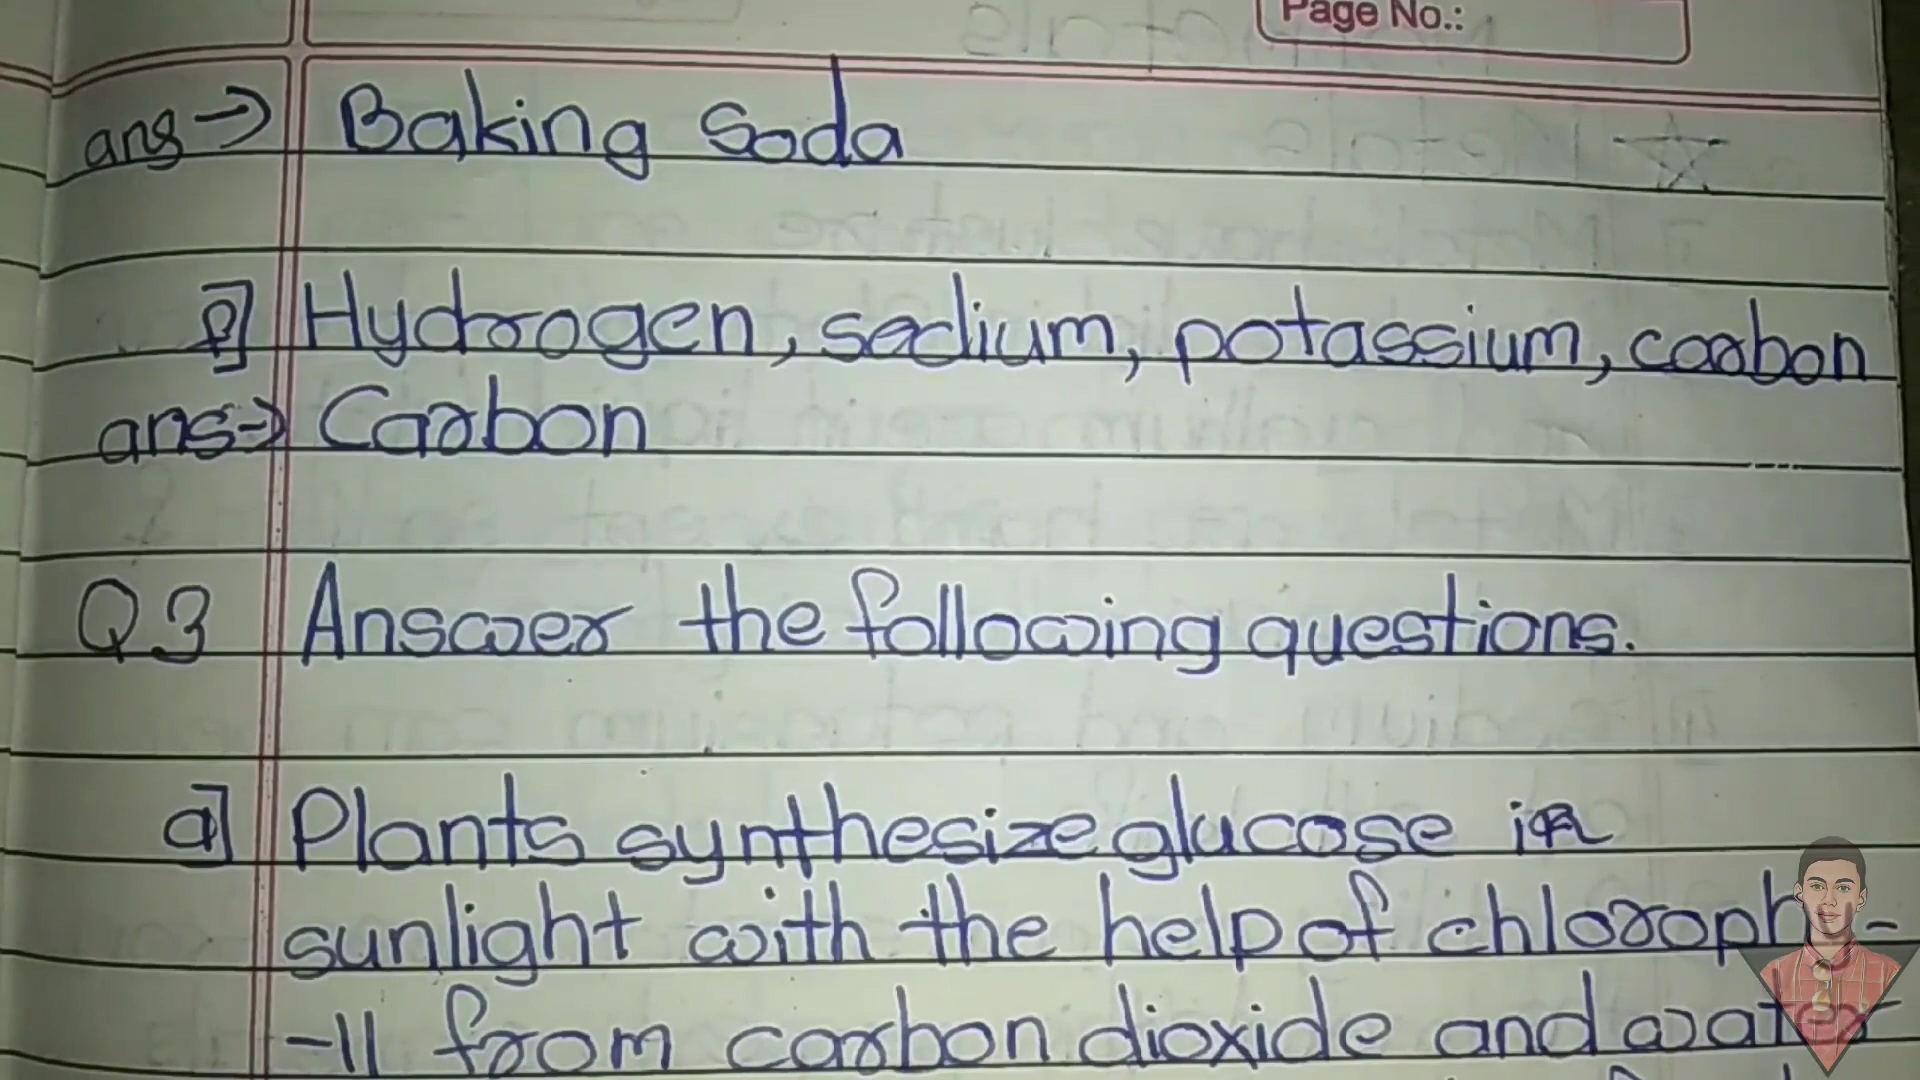 Page No.:
ans → Baking Soda
f] Hydrogen, sodium, potassium, carbon
ans → Carbon
Q3 Answer the following questions.
a] Plants synthesize glucose in
sunlight with the help of chloroph-
-ll from carbon dioxide and water